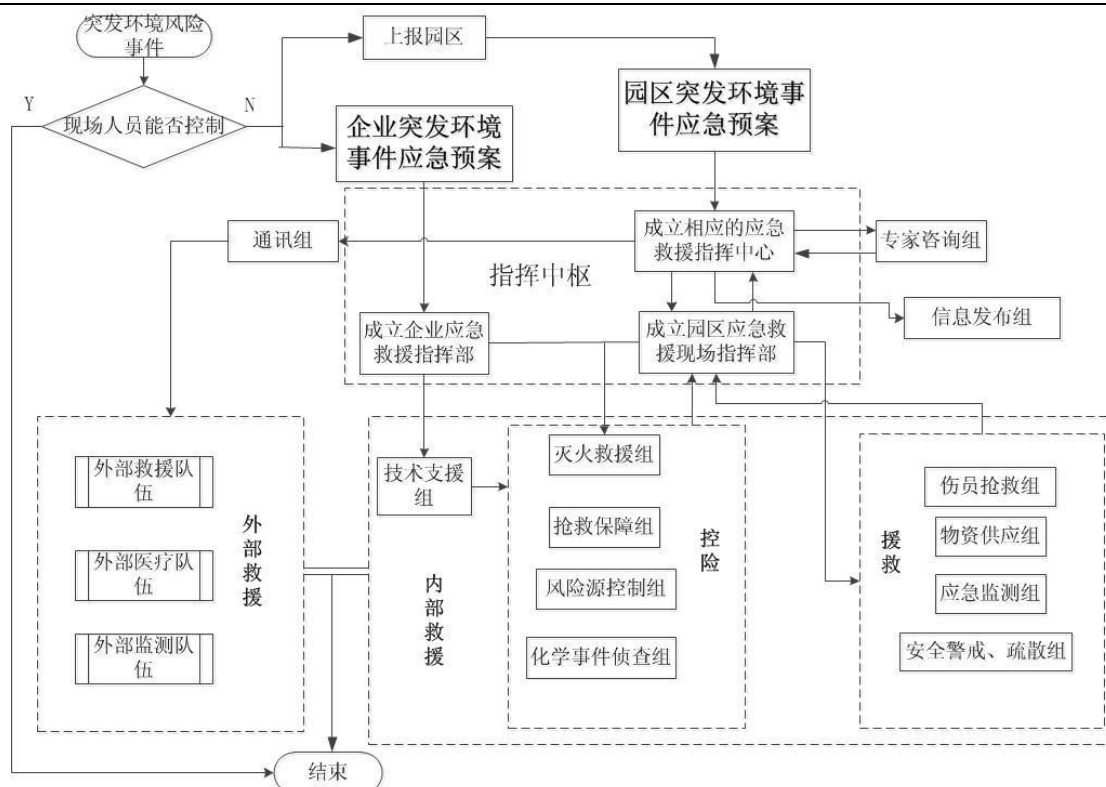 突发环境风险
事件
上报园区
Y
现场人员能否控制
N
企业突发环境
事件应急预案
园区突发环境事
件应急预案
通讯组
成立相应的应急
救援指挥中心
专家咨询组
指挥中枢
信息发布组
成立企业应急
救援指挥部
成立园区应急救
援现场指挥部
外部救援队
伍
外部医疗队
伍
外部监测队
伍
外部救援
技术支援
组
内部救援
灭火救援组
抢救保障组
风险源控制组
化学事件侦查组
控险
援救
伤员抢救组
物资供应组
应急监测组
安全警戒、疏散组
结束